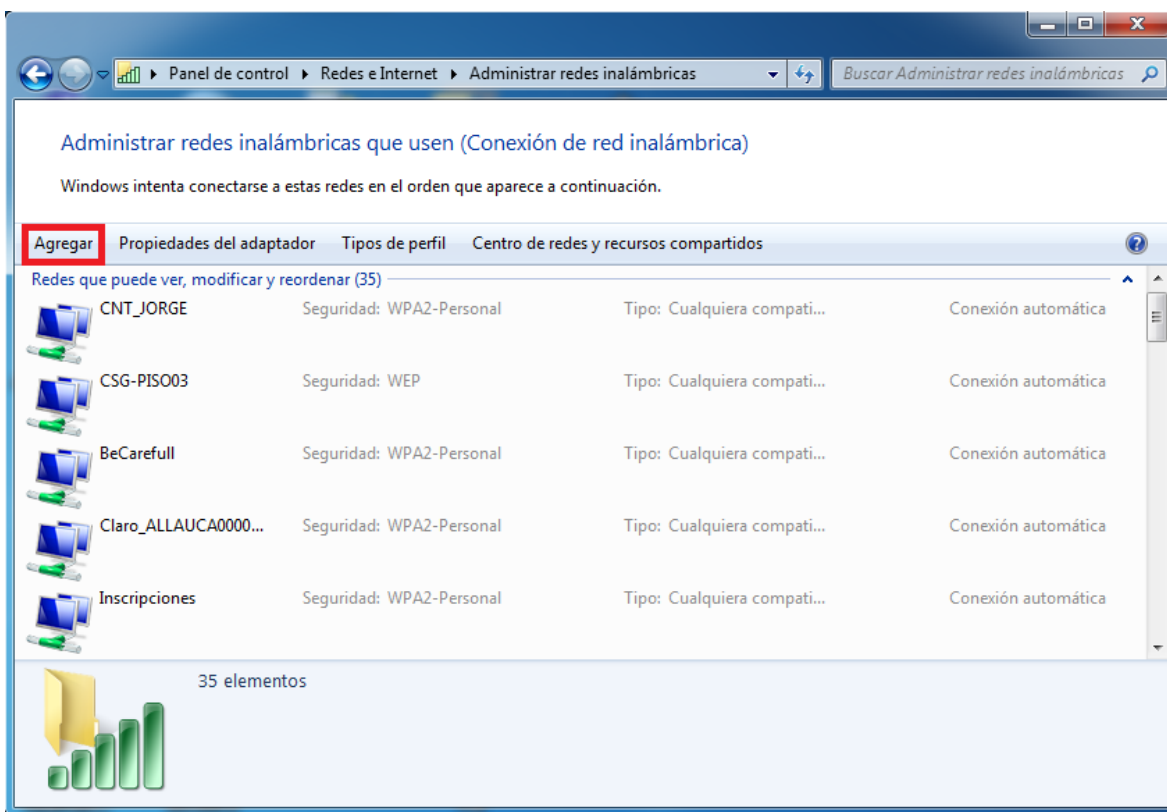 Panel de control ▸ Redes e Internet ▸ Administrar redes inalámbricas
Buscar Administrar redes inalámbricas
Administrar redes inalámbricas que usen (Conexión de red inalámbrica)
Windows intenta conectarse a estas redes en el orden que aparece a continuación.
Agregar Propiedades del adaptador Tipos de perfil Centro de redes y recursos compartidos
Redes que puede ver, modificar y reordenar (35)
CNT_JORGE Seguridad: WPA2-Personal Tipo: Cualquiera compati... Conexión automática
CSG-PISO03 Seguridad: WEP Tipo: Cualquiera compati... Conexión automática
BeCarefull Seguridad: WPA2-Personal Tipo: Cualquiera compati... Conexión automática
Claro_ALLAUCA0000... Seguridad: WPA2-Personal Tipo: Cualquiera compati... Conexión automática
Inscripciones Seguridad: WPA2-Personal Tipo: Cualquiera compati... Conexión automática
35 elementos